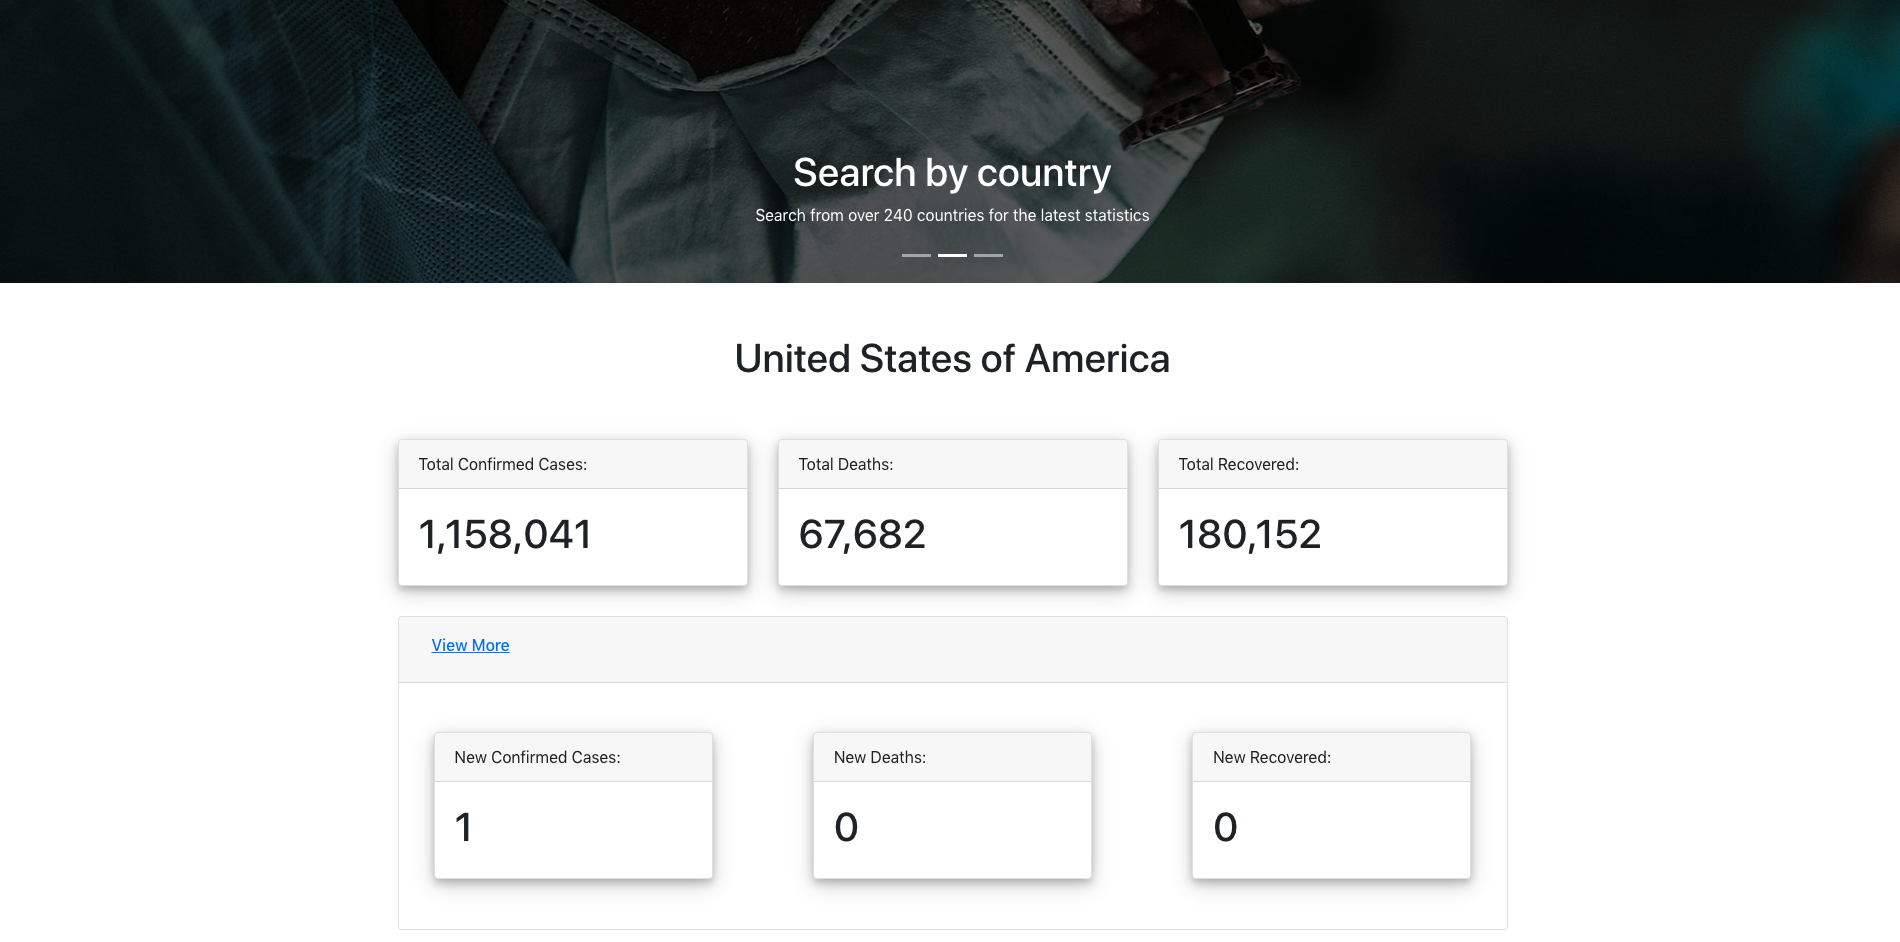 Search by country
Search from over 240 countries for the latest statistics
United States of America
Total Confirmed Cases:
1,158,041
Total Deaths:
67,682
Total Recovered:
180,152
View More
New Confirmed Cases:
1
New Deaths:
0
New Recovered:
0